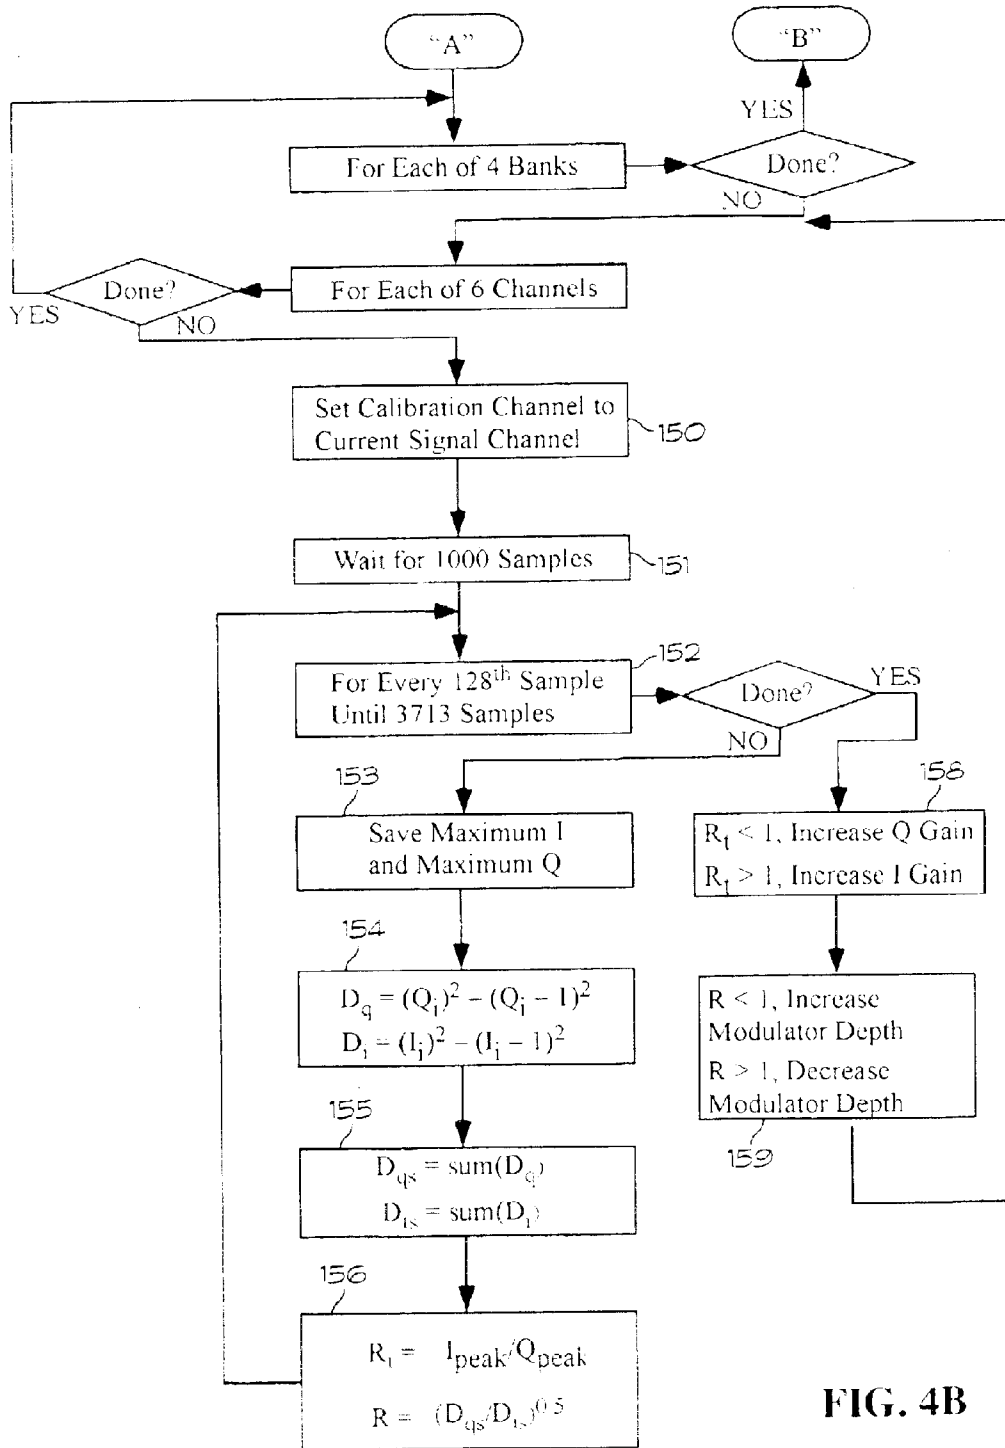 “A”
“B”
YES
For Each of 4 Banks
Done?
NO
For Each of 6 Channels
Done?
YES
NO
Set Calibration Channel to
Current Signal Channel
150
Wait for 1000 Samples
151
152
For Every 128th Sample
Until 3713 Samples
Done?
YES
NO
153
Save Maximum I
and Maximum Q
158
Rt < 1, Increase Q Gain
Rt > 1, Increase I Gain
154
Dq = (Qi)² – (Qi – 1)²
Di = (Ii)² – (Ii – 1)²
R < 1, Increase
Modulator Depth
R > 1, Decrease
Modulator Depth
159
155
Dqs = sum(Dq)
Dis = sum(Di)
156
Rt = Ipeak/Qpeak
R = (Dqs/Dis)^0.5
FIG. 4B